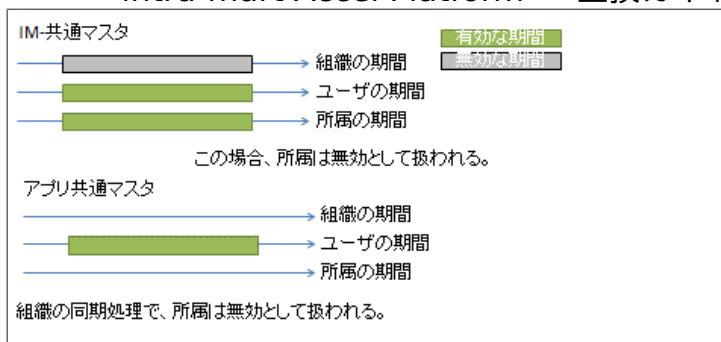 IM-共通マスタ
有効な期間
組織の期間
無効な期間
ユーザの期間
所属の期間
この場合、所属は無効として扱われる。
アプリ共通マスタ
組織の期間
ユーザの期間
所属の期間
組織の同期処理で、所属は無効として扱われる。